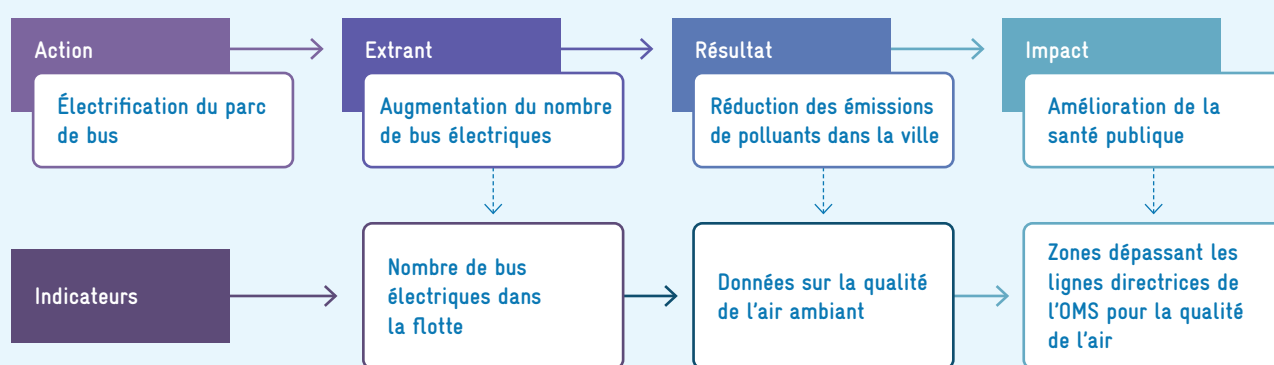 Action
Électrification du parc
de bus
Extrant
Augmentation du nombre
de bus électriques
Résultat
Réduction des émissions
de polluants dans la ville
Impact
Amélioration de la
santé publique
Indicateurs
Nombre de bus
électriques dans
la flotte
Données sur la qualité
de l'air ambiant
Zones dépassant les
lignes directrices de
l'OMS pour la qualité
de l'air